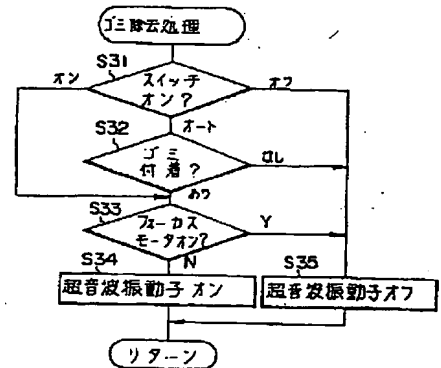 ゴミ除去処理
S31
オン
スイッチ
オン?
オフ
オート
S32
ゴミ
付着?
なし
あり
S33
フォーカス
モータオン?
Y
N
S34
超音波振動子オン
S35
超音波振動子オフ
リターン